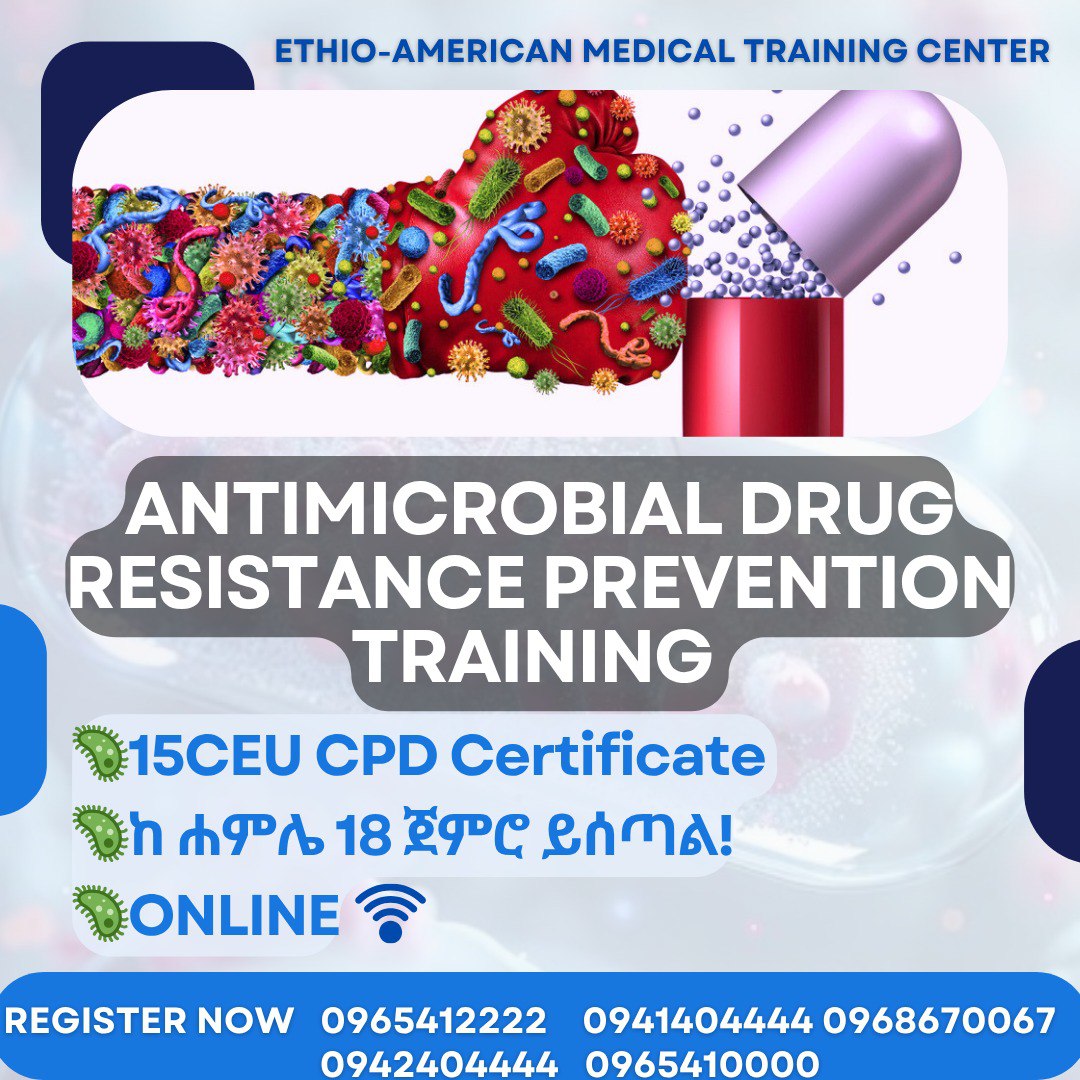 ETHIO-AMERICAN MEDICAL TRAINING CENTER
ANTIMICROBIAL DRUG
RESISTANCE PREVENTION
TRAINING
15CEU CPD Certificate
ከ ሐምሌ 18 ጀምሮ ይሰጣል!
ONLINE
REGISTER NOW 0965412222 0941404444 0968670067
0942404444 0965410000